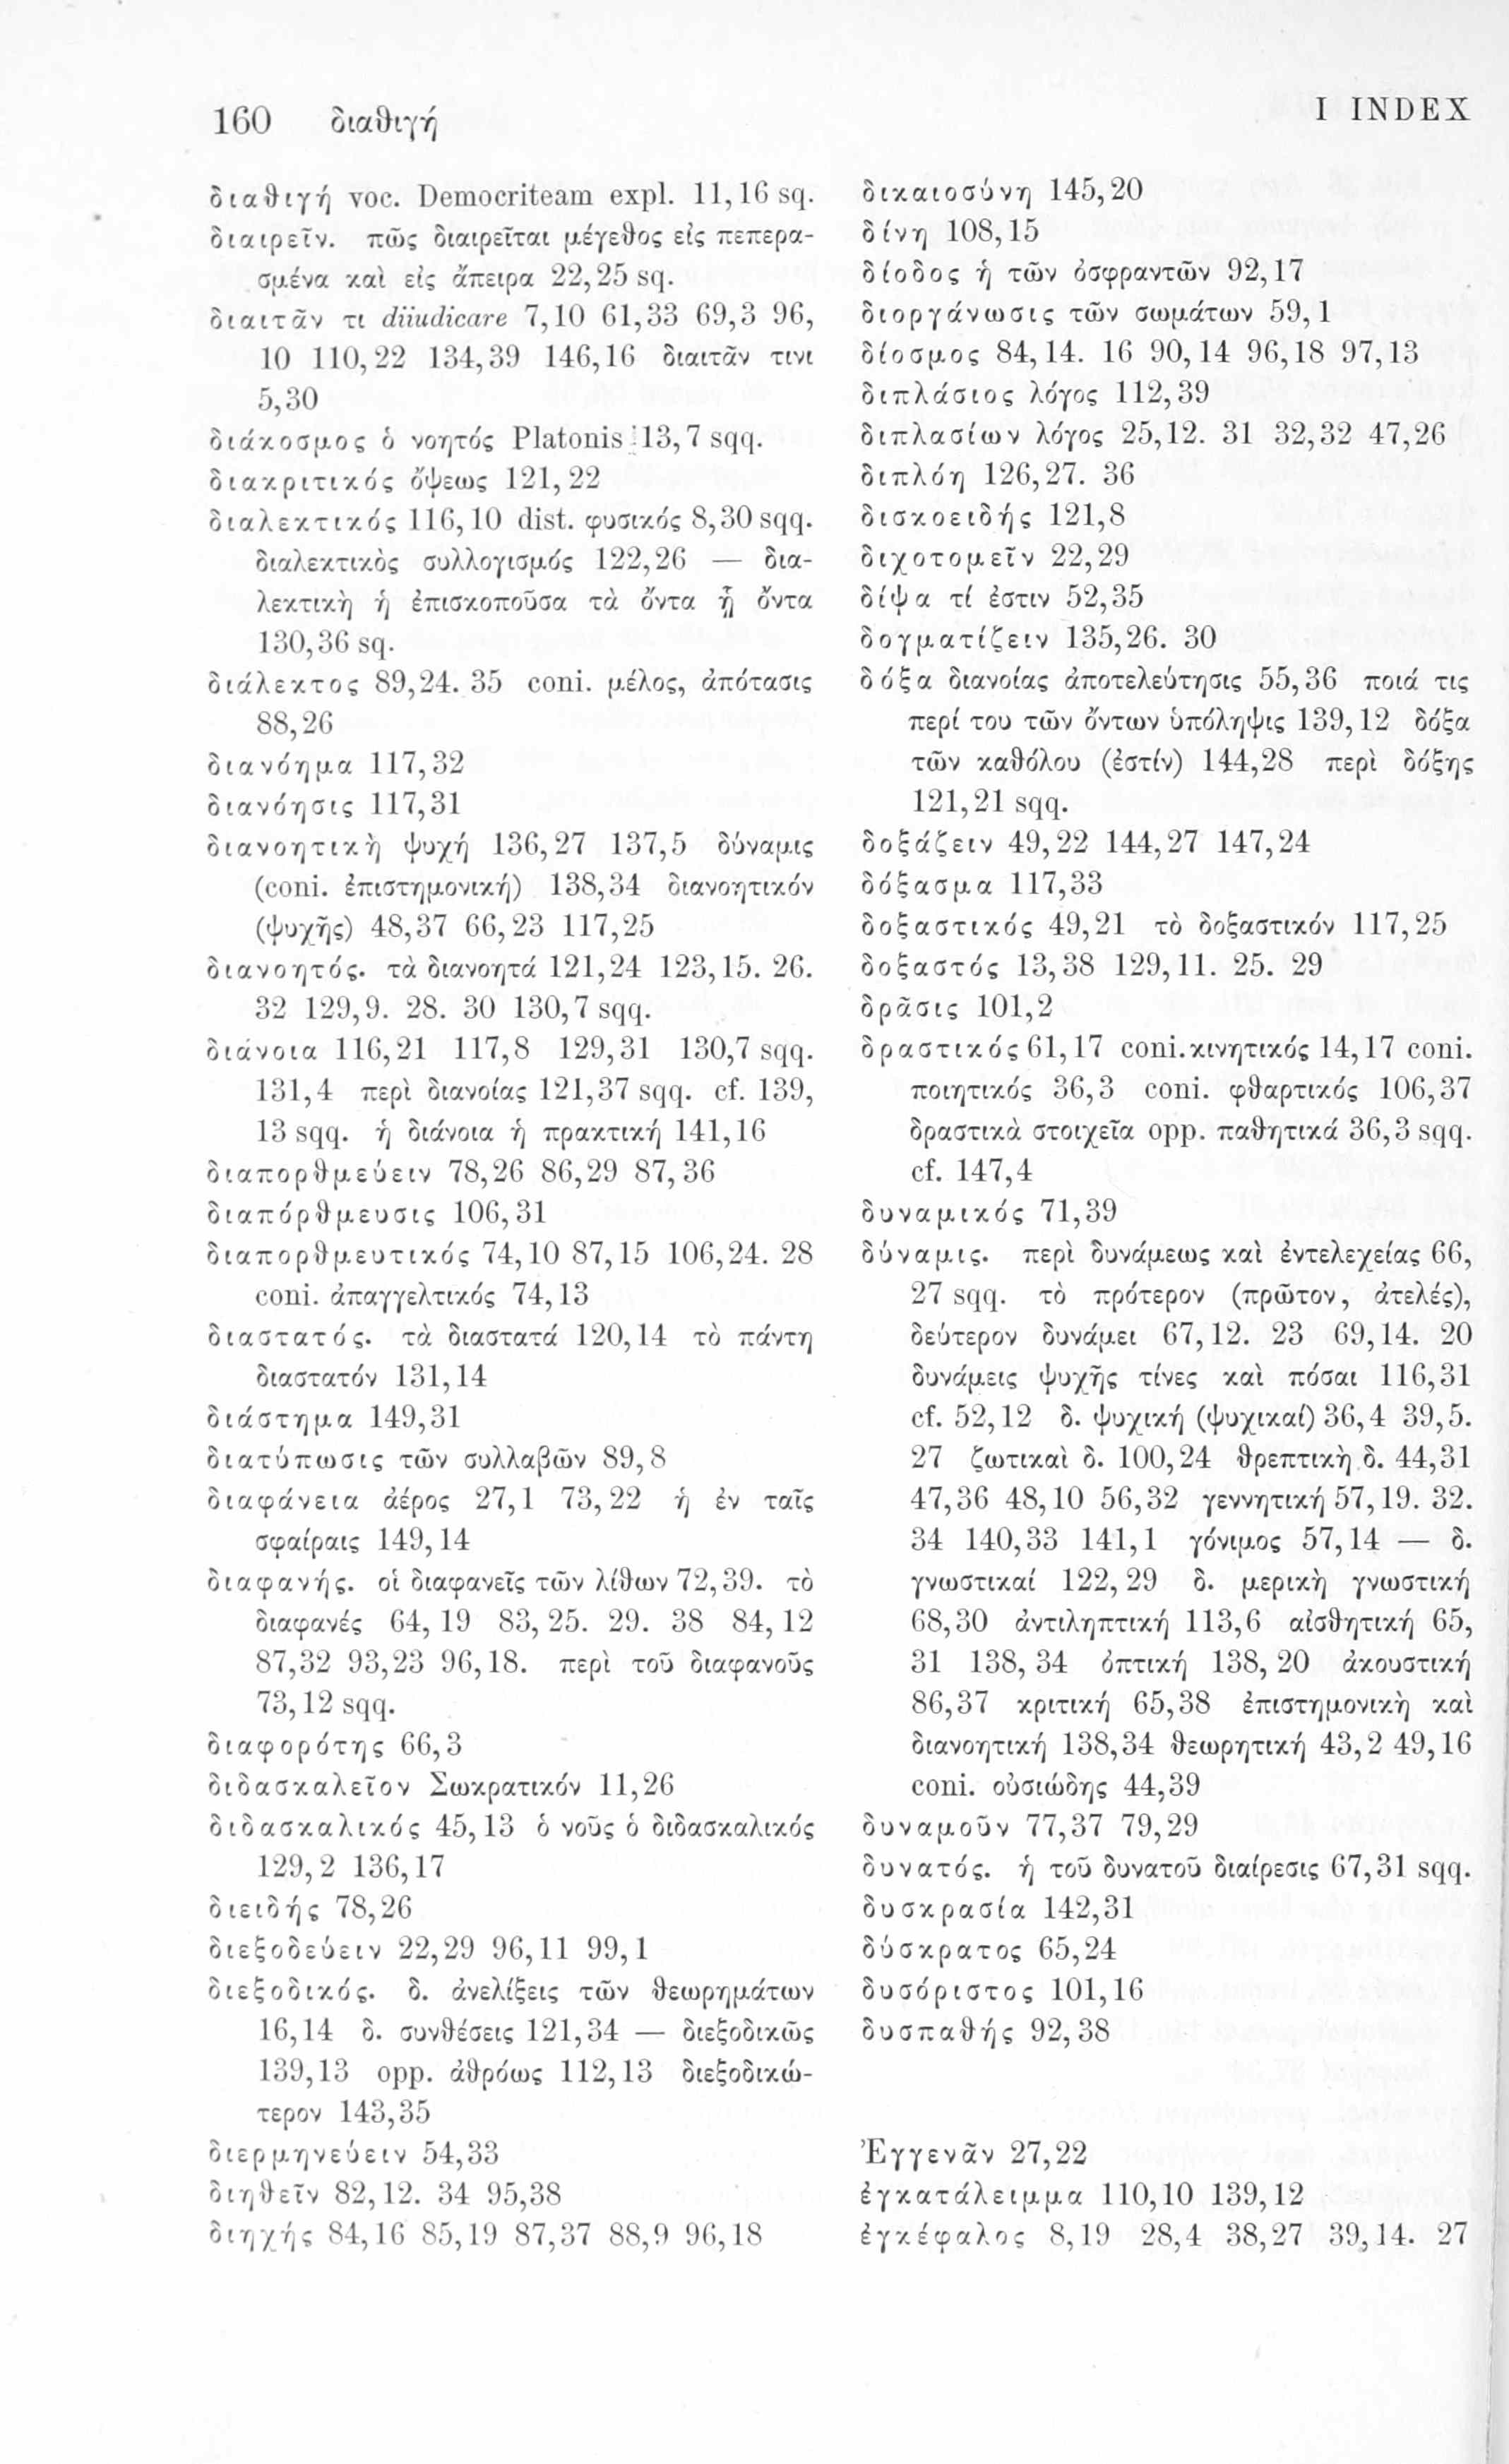 160 διαθιγή
I INDEX
διαθιγή voc. Democriteam expl. 11,16 sq.
διαιρεῖν. πῶς διαιρεῖται μέγεθος εἰς πεπερα-
σμένα καὶ εἰς ἄπειρα 22,25 sq.
διαιτᾶν τι diiudicare 7,10 61,33 69,3 96,
10 110,22 134,39 146,16 διαιτᾶν τινι
5,30
διάκοσμος ὁ νοητός Platonis 13,7 sqq.
διακριτικός ὄψεως 121,22
διαλεκτικός 116,10 dist. φυσικός 8,30 sqq.
διαλεκτικὸς συλλογισμός 122,26 — δια-
λεκτικὴ ἡ ἐπισκοποῦσα τὰ ὄντα ᾗ ὄντα
130,36 sq.
διάλεκτος 89,24. 35 coni. μέλος, ἀπότασις
88,26
διανόημα 117,32
διανόησις 117,31
διανοητικὴ ψυχή 136,27 137,5 δύναμις
(coni. ἐπιστημονική) 138,34 διανοητικόν
(ψυχῆς) 48,37 66,23 117,25
διανοητός. τὰ διανοητά 121,24 123,15. 26.
32 129,9. 28. 30 130,7 sqq.
διάνοια 116,21 117,8 129,31 130,7 sqq.
131,4 περὶ διανοίας 121,37 sqq. cf. 139,
13 sqq. ἡ διάνοια ἡ πρακτική 141,16
διαπορθμεύειν 78,26 86,29 87,36
διαπόρθμευσις 106,31
διαπορθμευτικός 74,10 87,15 106,24. 28
coni. ἀπαγγελτικός 74,13
διαστατός. τὰ διαστατά 120,14 τὸ πάντῃ
διαστατόν 131,14
διάστημα 149,31
διατύπωσις τῶν συλλαβῶν 89,8
διαφάνεια ἀέρος 27,1 73,22 ἡ ἐν ταῖς
σφαίραις 149,14
διαφανής. οἱ διαφανεῖς τῶν λίθων 72,39. τὸ
διαφανές 64,19 83,25. 29. 38 84,12
87,32 93,23 96,18. περὶ τοῦ διαφανοῦς
73,12 sqq.
διαφορότης 66,3
διδασκαλεῖον Σωκρατικόν 11,26
διδασκαλικός 45,13 ὁ νοῦς ὁ διδασκαλικός
129,2 136,17
διειδής 78,26
διεξοδεύειν 22,29 96,11 99,1
διεξοδικός. δ. ἀνελίξεις τῶν θεωρημάτων
16,14 δ. συνθέσεις 121,34 — διεξοδικῶς
139,13 opp. ἀθρόως 112,13 διεξοδικώ-
τερον 143,35
διερμηνεύειν 54,33
διηθεῖν 82,12. 34 95,38
διηχής 84,16 85,19 87,37 88,9 96,18
δικαιοσύνη 145,20
δίνη 108,15
δίοδος ἡ τῶν ὀσφραντῶν 92,17
διοργάνωσις τῶν σωμάτων 59,1
δίοσμος 84,14. 16 90,14 96,18 97,13
διπλάσιος λόγος 112,39
διπλασίων λόγος 25,12. 31 32,32 47,26
διπλόη 126,27. 36
δισκοειδής 121,8
διχοτομεῖν 22,29
δίψα τί ἐστιν 52,35
δογματίζειν 135,26. 30
δόξα διανοίας ἀποτελεύτησις 55,36 ποιά τις
περί του τῶν ὄντων ὑπόληψις 139,12 δόξα
τῶν καθόλου (ἐστίν) 144,28 περὶ δόξης
121,21 sqq.
δοξάζειν 49,22 144,27 147,24
δόξασμα 117,33
δοξαστικός 49,21 τὸ δοξαστικόν 117,25
δοξαστός 13,38 129,11. 25. 29
δρᾶσις 101,2
δραστικός 61,17 coni. κινητικός 14,17 coni.
ποιητικός 36,3 coni. φθαρτικός 106,37
δραστικὰ στοιχεῖα opp. παθητικά 36,3 sqq.
cf. 147,4
δυναμικός 71,39
δύναμις. περὶ δυνάμεως καὶ ἐντελεχείας 66,
27 sqq. τὸ πρότερον (πρῶτον, ἀτελές),
δεύτερον δυνάμει 67,12. 23 69,14. 20
δυνάμεις ψυχῆς τίνες καὶ πόσαι 116,31
cf. 52,12 δ. ψυχική (ψυχικαί) 36,4 39,5.
27 ζωτικαὶ δ. 100,24 θρεπτικὴ δ. 44,31
47,36 48,10 56,32 γεννητική 57,19. 32.
34 140,33 141,1 γόνιμος 57,14 — δ.
γνωστικαί 122,29 δ. μερικὴ γνωστική
68,30 ἀντιληπτική 113,6 αἰσθητική 65,
31 138,34 ὀπτική 138,20 ἀκουστική
86,37 κριτική 65,38 ἐπιστημονικὴ καὶ
διανοητική 138,34 θεωρητική 43,2 49,16
coni. οὐσιώδης 44,39
δυναμοῦν 77,37 79,29
δυνατός. ἡ τοῦ δυνατοῦ διαίρεσις 67,31 sqq.
δυσκρασία 142,31
δύσκρατος 65,24
δυσόριστος 101,16
δυσπαθής 92,38
Ἐγγενᾶν 27,22
ἐγκατάλειμμα 110,10 139,12
ἐγκέφαλος 8,19 28,4 38,27 39,14. 27